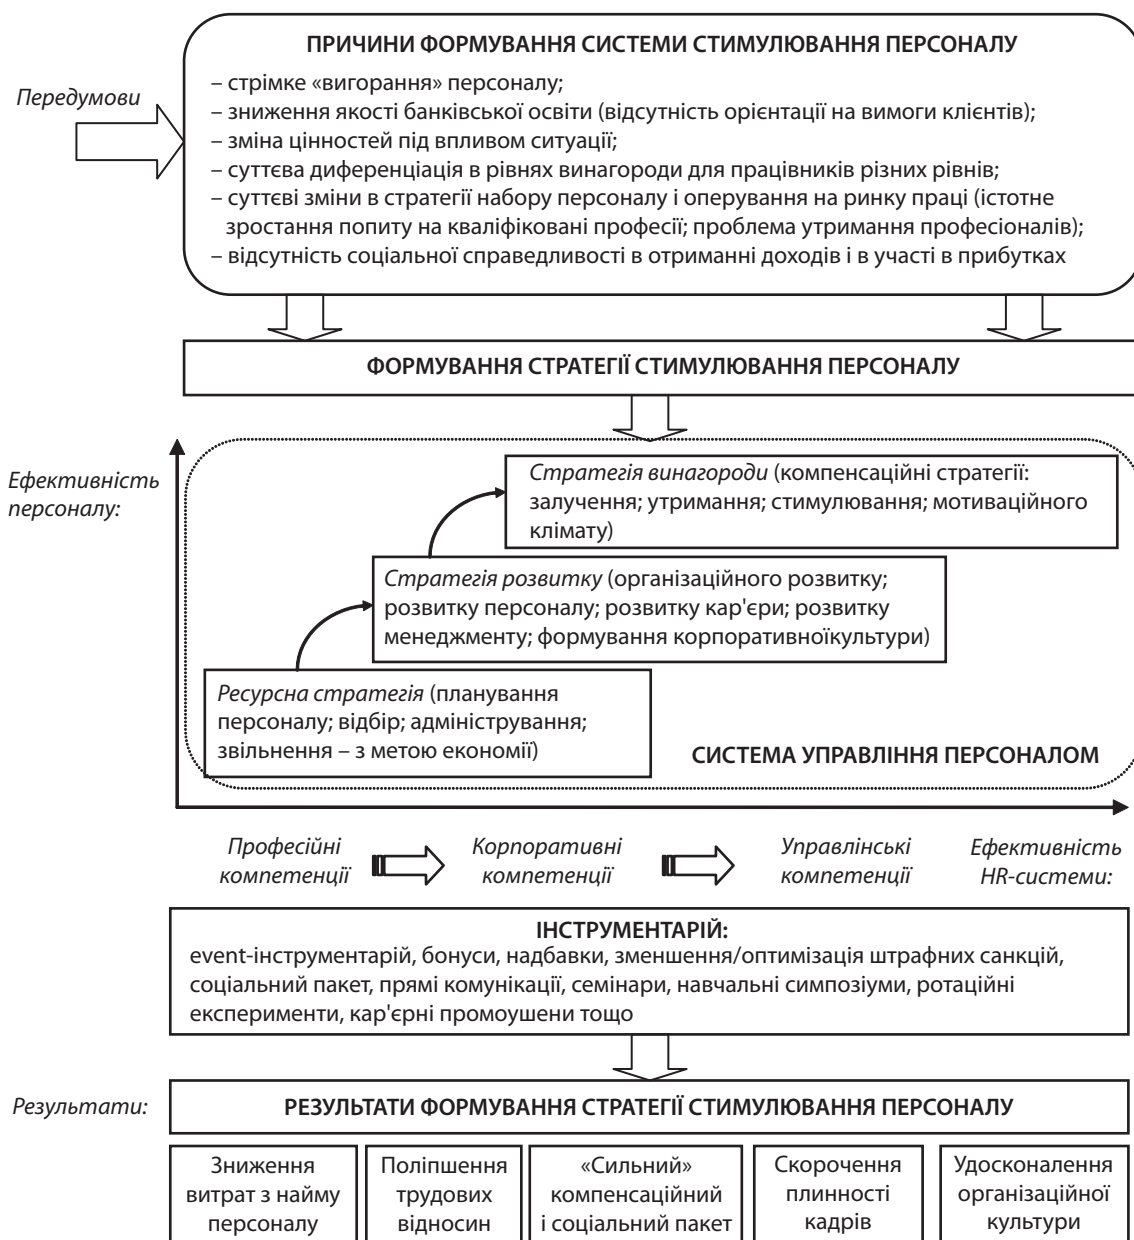 ПРИЧИНИ ФОРМУВАННЯ СИСТЕМИ СТИМУЛЮВАННЯ ПЕРСОНАЛУ
Передумови
– стрімке «вигорання» персоналу;
– зниження якості банківської освіти (відсутність орієнтації на вимоги клієнтів);
– зміна цінностей під впливом ситуації;
– суттєва диференціація в рівнях винагороди для працівників різних рівнів;
– суттєві зміни в стратегії набору персоналу і оперування на ринку праці (істотне
зростання попиту на кваліфіковані професії; проблема утримання професіоналів);
– відсутність соціальної справедливості в отриманні доходів і в участі в прибутках
ФОРМУВАННЯ СТРАТЕГІЇ СТИМУЛЮВАННЯ ПЕРСОНАЛУ
Ефективність
персоналу:
Стратегія винагороди (компенсаційні стратегії:
залучення; утримання; стимулювання; мотиваційного
клімату)
Стратегія розвитку (організаційного розвитку;
розвитку персоналу; розвитку кар'єри; розвитку
менеджменту; формування корпоративноїкультури)
Ресурсна стратегія (планування
персоналу; відбір; адміністрування;
звільнення – з метою економії)
СИСТЕМА УПРАВЛІННЯ ПЕРСОНАЛОМ
Професійні
компетенції
Корпоративні
компетенції
Управлінські
компетенції
Ефективність
HR-системи:
ІНСТРУМЕНТАРІЙ:
event-інструментарій, бонуси, надбавки, зменшення/оптимізація штрафних санкцій,
соціальний пакет, прямі комунікації, семінари, навчальні симпозіуми, ротаційні
експерименти, кар'єрні промоушени тощо
Результати:
РЕЗУЛЬТАТИ ФОРМУВАННЯ СТРАТЕГІЇ СТИМУЛЮВАННЯ ПЕРСОНАЛУ
Зниження
витрат з найму
персоналу
Поліпшення
трудових
відносин
«Сильний»
компенсаційний
і соціальний пакет
Скорочення
плинності
кадрів
Удосконалення
організаційної
культури